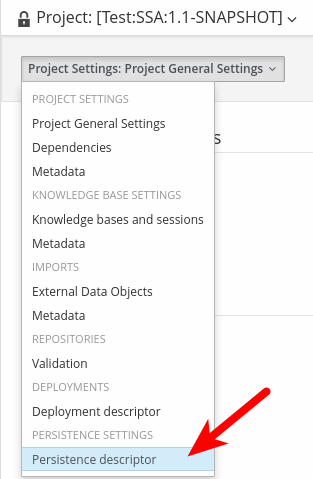 Project: [Test:SSA:1.1-SNAPSHOT]
Project Settings: Project General Settings
PROJECT SETTINGS
Project General Settings
Dependencies
Metadata
KNOWLEDGE BASE SETTINGS
Knowledge bases and sessions
Metadata
IMPORTS
External Data Objects
Metadata
REPOSITORIES
Validation
DEPLOYMENTS
Deployment descriptor
PERSISTENCE SETTINGS
Persistence descriptor